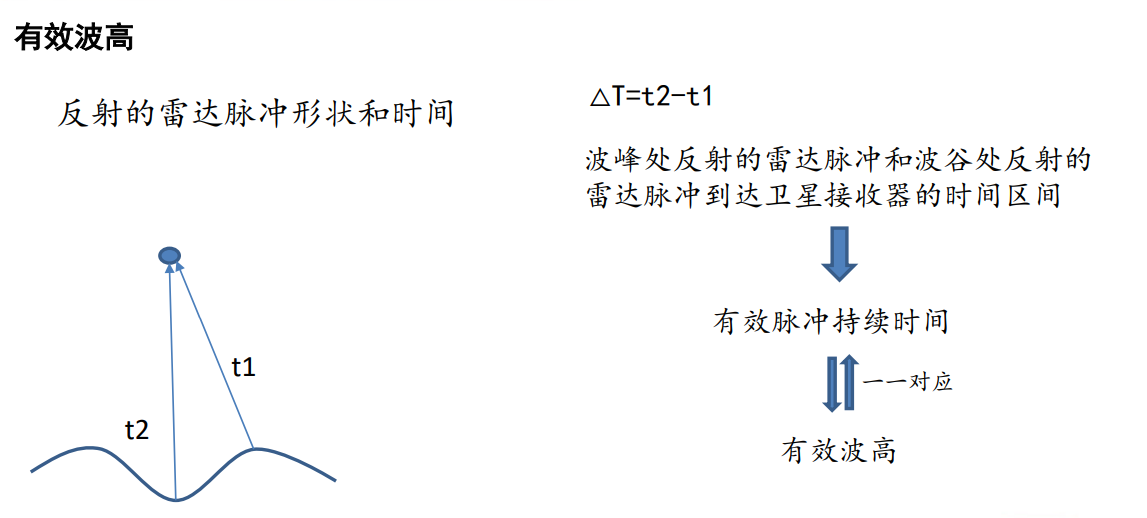 有效波高
反射的雷达脉冲形状和时间
△T=t2-t1
波峰处反射的雷达脉冲和波谷处反射的
雷达脉冲到达卫星接收器的时间区间
有效脉冲持续时间
一一对应
有效波高
t1
t2